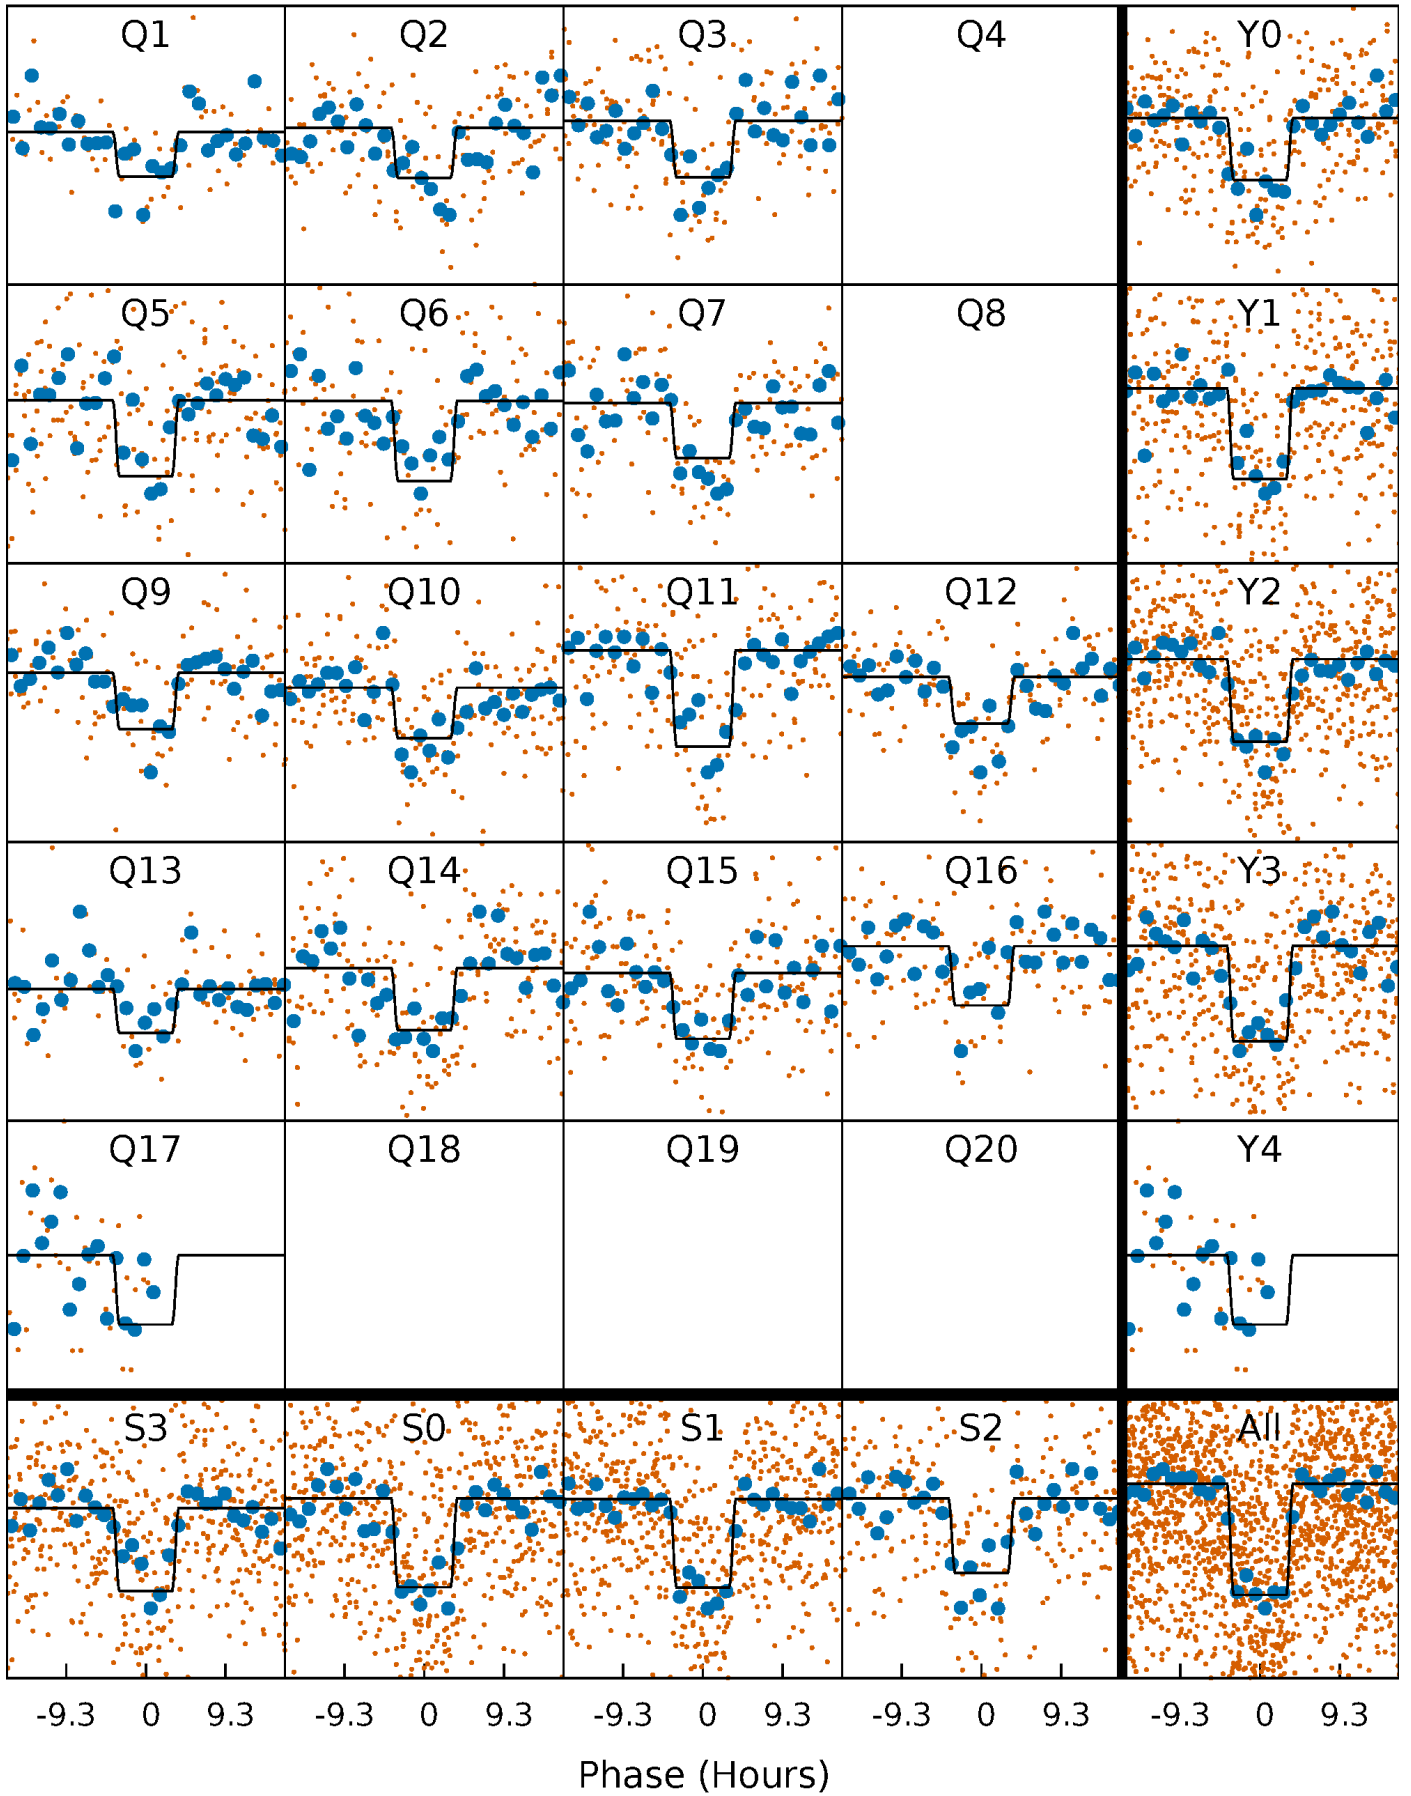 Q1 Q2 Q3 Q4 Y0
Q5 Q6 Q7 Q8 Y1
Q9 Q10 Q11 Q12 Y2
Q13 Q14 Q15 Q16 Y3
Q17 Q18 Q19 Q20 Y4
S3 S0 S1 S2 All
-9.3 0 9.3 -9.3 0 9.3 -9.3 0 9.3 -9.3 0 9.3 -9.3 0 9.3
Phase (Hours)